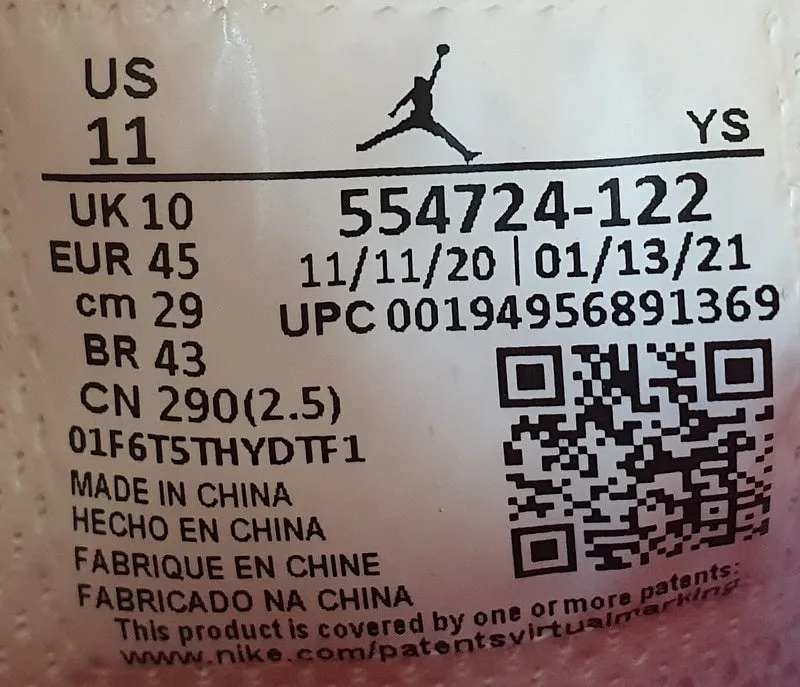 US
11
YS
UK 10
EUR 45
cm 29
BR 43
CN 290(2.5)
554724-122
11/11/20 | 01/13/21
UPC 00194956891369
01F6T5THYDTF1
MADE IN CHINA
HECHO EN CHINA
FABRIQUE EN CHINE
FABRICADO NA CHINA
This product is covered by one or more patents:
www.nike.com/patentsvirtualmarking